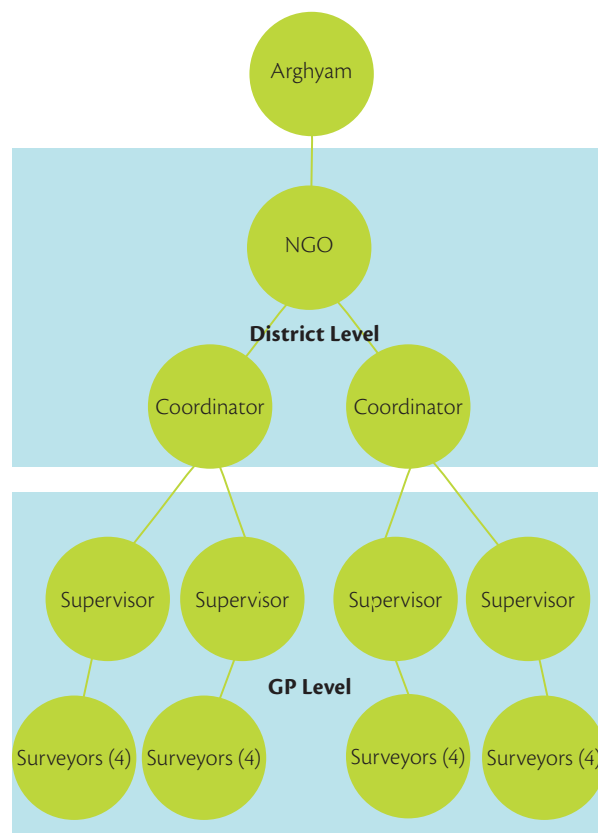 Arghyam
NGO
District Level
Coordinator
Coordinator
Supervisor
Supervisor
Supervisor
Supervisor
GP Level
Surveyors (4)
Surveyors (4)
Surveyors (4)
Surveyors (4)